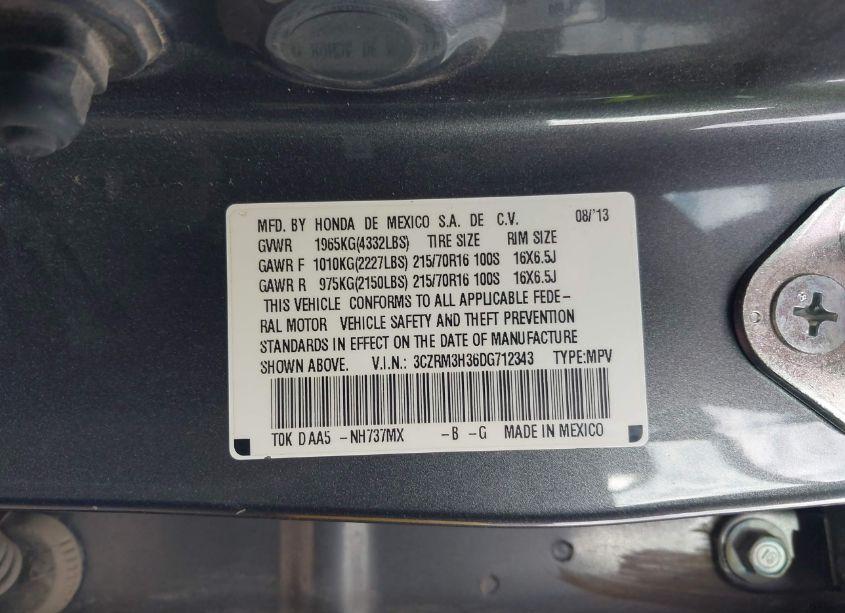 MFD. BY HONDA DE MEXICO S.A. DE C.V. 08/'13
GVWR 1965KG(4332LBS) TIRE SIZE RIM SIZE
GAWR F 1010KG(2227LBS) 215/70R16 100S 16X6.5J
GAWR R 975KG(2150LBS) 215/70R16 100S 16X6.5J
THIS VEHICLE CONFORMS TO ALL APPLICABLE FEDE-
RAL MOTOR VEHICLE SAFETY AND THEFT PREVENTION
STANDARDS IN EFFECT ON THE DATE OF MANUFACTURE
SHOWN ABOVE. V.I.N.: 3CZRM3H36DG712343 TYPE:MPV
T0K D AA5 -NH737MX -B -G MADE IN MEXICO